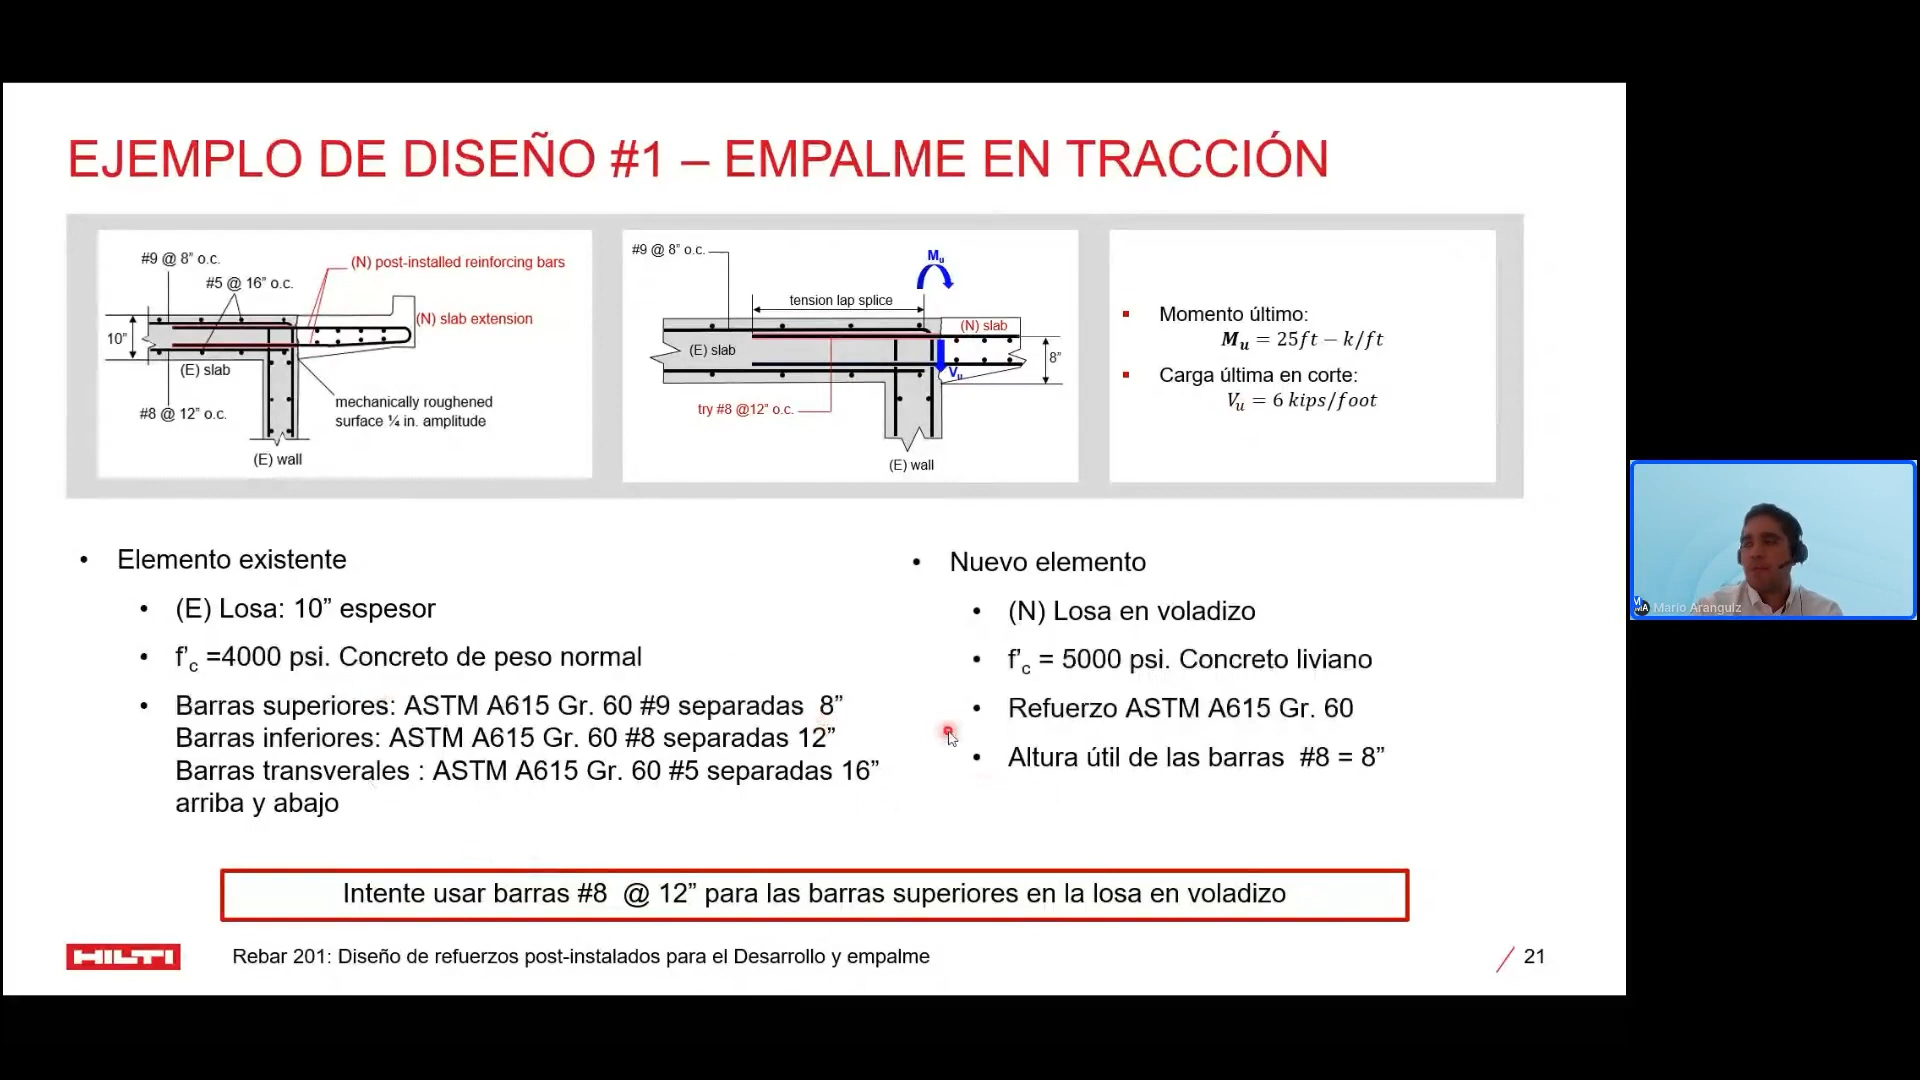 EJEMPLO DE DISEÑO #1 – EMPALME EN TRACCIÓN
#9 @ 8” o.c.
#5 @ 16” o.c.
(N) post-installed reinforcing bars
(N) slab extension
10”
(E) slab
#8 @ 12” o.c.
mechanically roughened
surface ¼ in. amplitude
(E) wall
#9 @ 8” o.c.
Mu
tension lap splice
(N) slab
(E) slab
8”
Vu
try #8 @12” o.c.
(E) wall
▪ Momento último:
Mu = 25ft − k/ft
▪ Carga última en corte:
Vu = 6 kips/foot
• Elemento existente
• (E) Losa: 10” espesor
• f’c =4000 psi. Concreto de peso normal
• Barras superiores: ASTM A615 Gr. 60 #9 separadas 8”
Barras inferiores: ASTM A615 Gr. 60 #8 separadas 12”
Barras transverales : ASTM A615 Gr. 60 #5 separadas 16”
arriba y abajo
• Nuevo elemento
• (N) Losa en voladizo
• f’c = 5000 psi. Concreto liviano
• Refuerzo ASTM A615 Gr. 60
• Altura útil de las barras #8 = 8”
Intente usar barras #8 @ 12” para las barras superiores en la losa en voladizo
HILTI
Rebar 201: Diseño de refuerzos post-instalados para el Desarrollo y empalme
21
MA
Mario Aranguiz